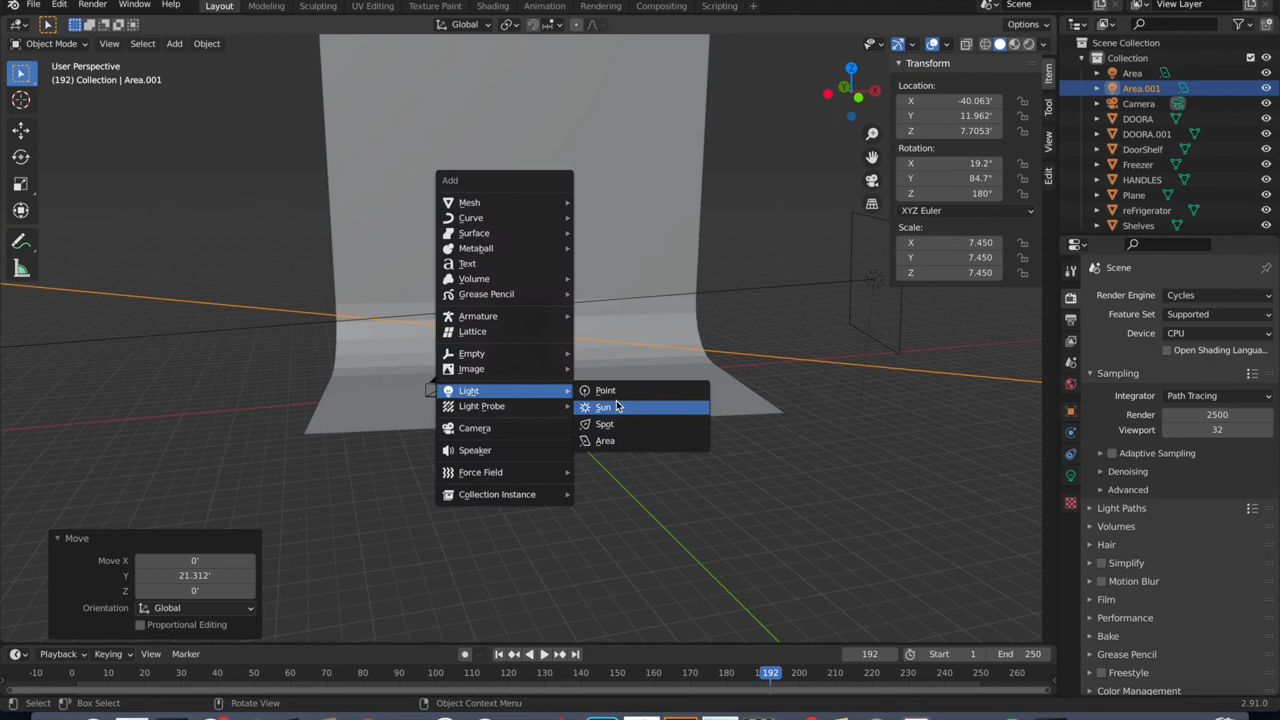 File Edit Render Window Help Layout Modeling Sculpting UV Editing Texture Paint Shading Animation Rendering Compositing Scripting + Scene View Layer
Global Options
Object Mode View Select Add Object
User Perspective
(192) Collection | Area.001
Z
X
Y
Transform
Location:
X -40.063'
Y 11.962'
Z 7.7053'
Rotation:
X 19.2°
Y 84.7°
Z 180°
XYZ Euler
Scale:
X 7.450
Y 7.450
Z 7.450
Item
Tool
View
Edit
Scene Collection
Collection
Area
Area.001
Camera
DOORA
DOORA.001
DoorShelf
Freezer
HANDLES
Plane
reFrigerator
Shelves
Add
Mesh
Curve
Surface
Metaball
Text
Volume
Grease Pencil
Armature
Lattice
Empty
Image
Light
Light Probe
Camera
Speaker
Force Field
Collection Instance
Point
Sun
Spot
Area
Scene
Render Engine Cycles
Feature Set Supported
Device CPU
Open Shading Langua...
Sampling
Integrator Path Tracing
Render 2500
Viewport 32
Adaptive Sampling
Denoising
Advanced
Light Paths
Volumes
Hair
Simplify
Motion Blur
Film
Performance
Bake
Grease Pencil
Freestyle
Color Management
Move
Move X 0'
Y 21.312'
Z 0'
Orientation Global
Proportional Editing
Playback Keying View Marker 192 Start 1 End 250
-10 0 10 20 30 40 50 60 70 80 90 100 110 120 130 140 150 160 170 180 192 200 210 220 230 240 250 260
Select Box Select Rotate View Object Context Menu 2.91.0